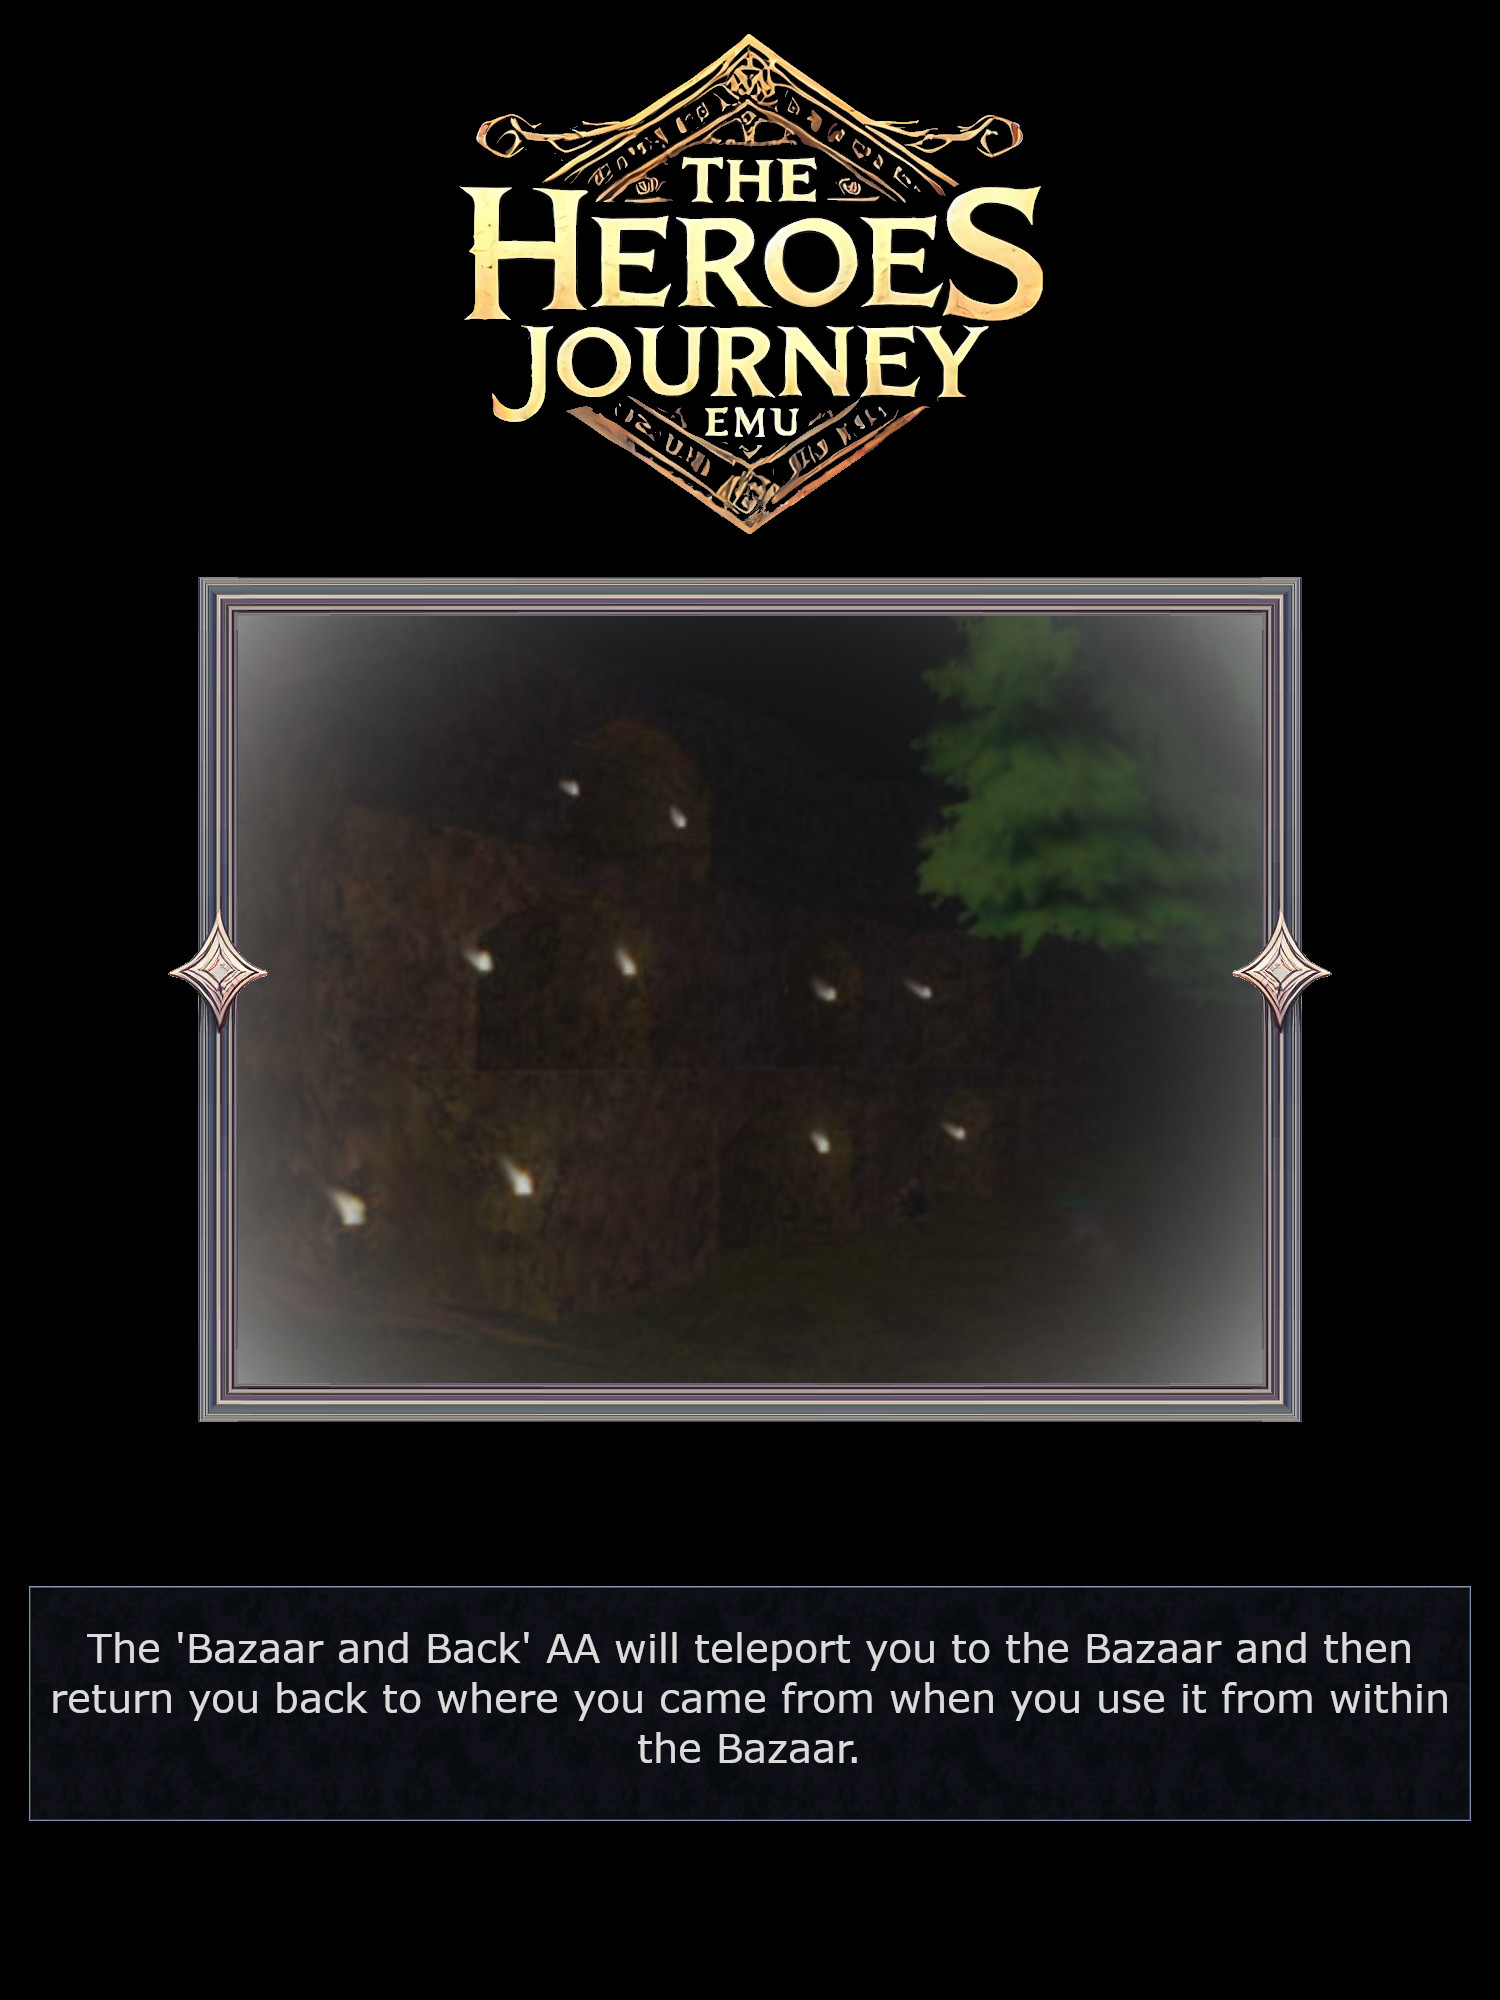 THE
HEROES
JOURNEY
EMU
The 'Bazaar and Back' AA will teleport you to the Bazaar and then
return you back to where you came from when you use it from within
the Bazaar.